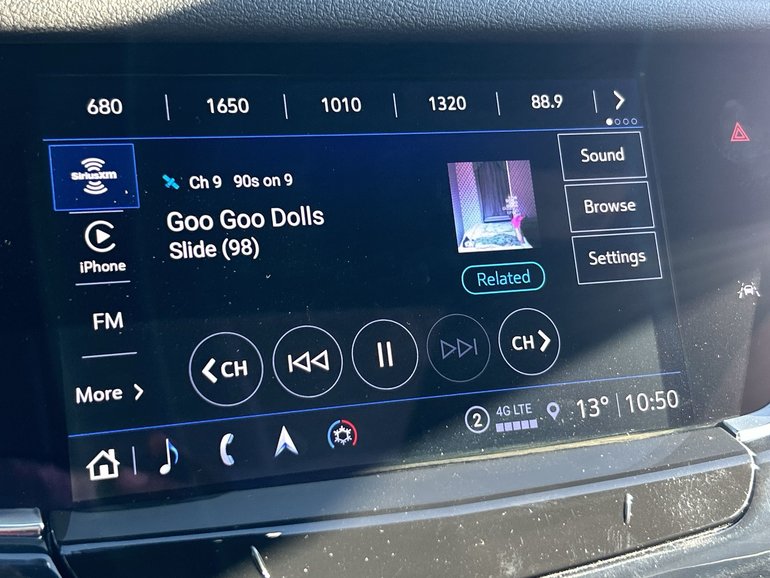 680 | 1650 | 1010 | 1320 | 88.9
SiriusXM
Ch 9 90s on 9
Goo Goo Dolls
Slide (98)
Related
Sound
Browse
Settings
iPhone
FM
More
CH
CH
2
4G LTE
13° | 10:50